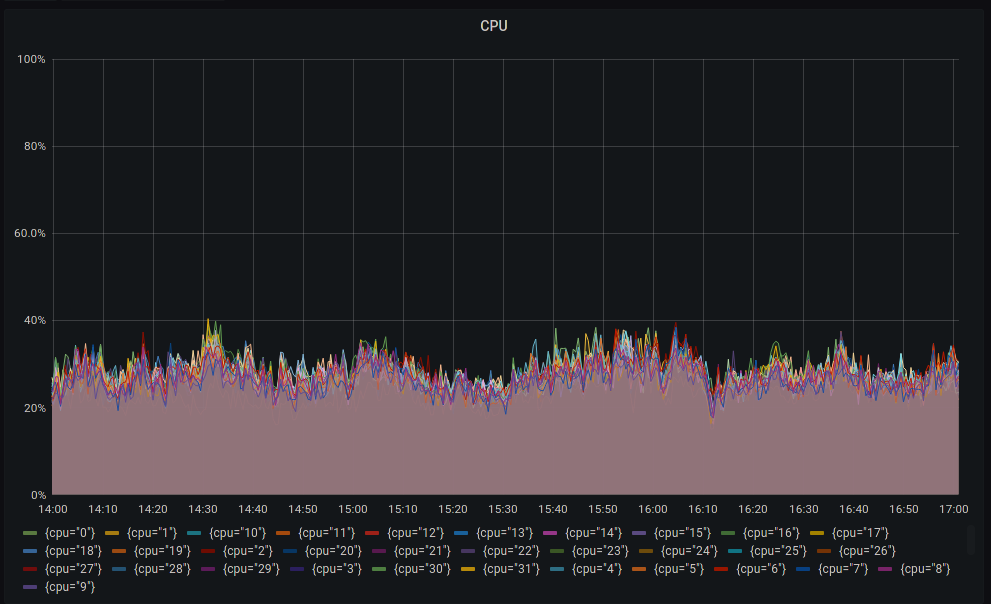 CPU
100%
80%
60.0%
40%
20%
0%
14:00 14:10 14:20 14:30 14:40 14:50 15:00 15:10 15:20 15:30 15:40 15:50 16:00 16:10 16:20 16:30 16:40 16:50 17:00
{cpu="0"} {cpu="1"} {cpu="10"} {cpu="11"} {cpu="12"} {cpu="13"} {cpu="14"} {cpu="15"} {cpu="16"} {cpu="17"}
{cpu="18"} {cpu="19"} {cpu="2"} {cpu="20"} {cpu="21"} {cpu="22"} {cpu="23"} {cpu="24"} {cpu="25"} {cpu="26"}
{cpu="27"} {cpu="28"} {cpu="29"} {cpu="3"} {cpu="30"} {cpu="31"} {cpu="4"} {cpu="5"} {cpu="6"} {cpu="7"} {cpu="8"}
{cpu="9"}